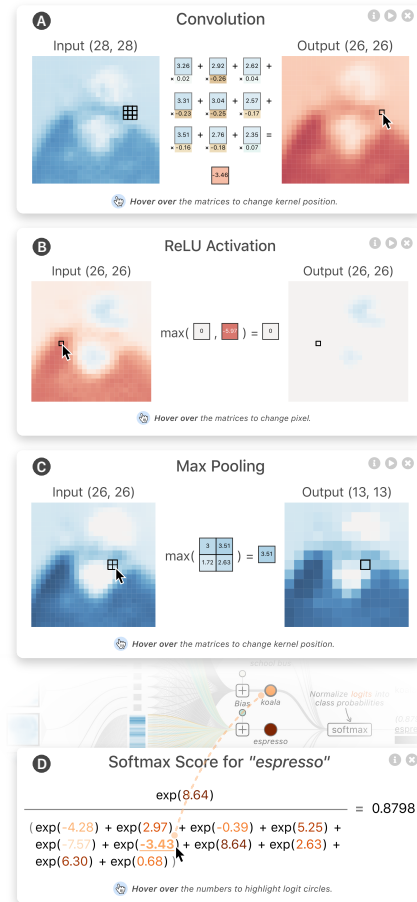 A Convolution
Input (28, 28)
Output (26, 26)
3.26 + 2.92 + 2.62 +
× 0.02 × -0.26 × 0.04
3.31 + 3.04 + 2.57 +
× -0.23 × -0.25 × -0.17
3.51 + 2.76 + 2.35 =
× -0.16 × -0.18 × 0.07
-3.46
Hover over the matrices to change kernel position.
B ReLU Activation
Input (26, 26)
Output (26, 26)
max( 0 , -5.97 ) = 0
Hover over the matrices to change pixel.
C Max Pooling
Input (26, 26)
Output (13, 13)
3 3.51
max( ) = 3.51
1.72 2.63
Hover over the matrices to change kernel position.
Bias
koala
espresso
Normalize logits into
class probabilities
softmax
D Softmax Score for "espresso"
exp(8.64)
= 0.8798
(exp(-4.28) + exp(2.97) + exp(-0.39) + exp(5.25) +
exp(-7.57) + exp(-3.43) + exp(8.64) + exp(2.63) +
exp(6.30) + exp(0.68))
Hover over the numbers to highlight logit circles.